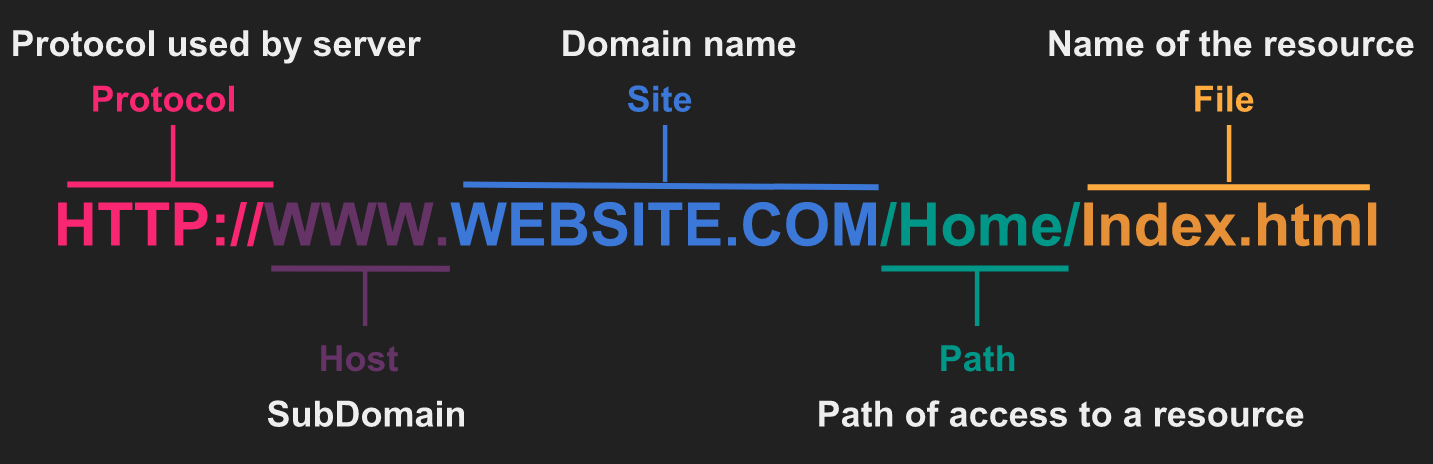 Protocol used by server
Domain name
Name of the resource
Protocol
Site
File
HTTP://WWW.WEBSITE.COM/Home/Index.html
Host
Path
SubDomain
Path of access to a resource